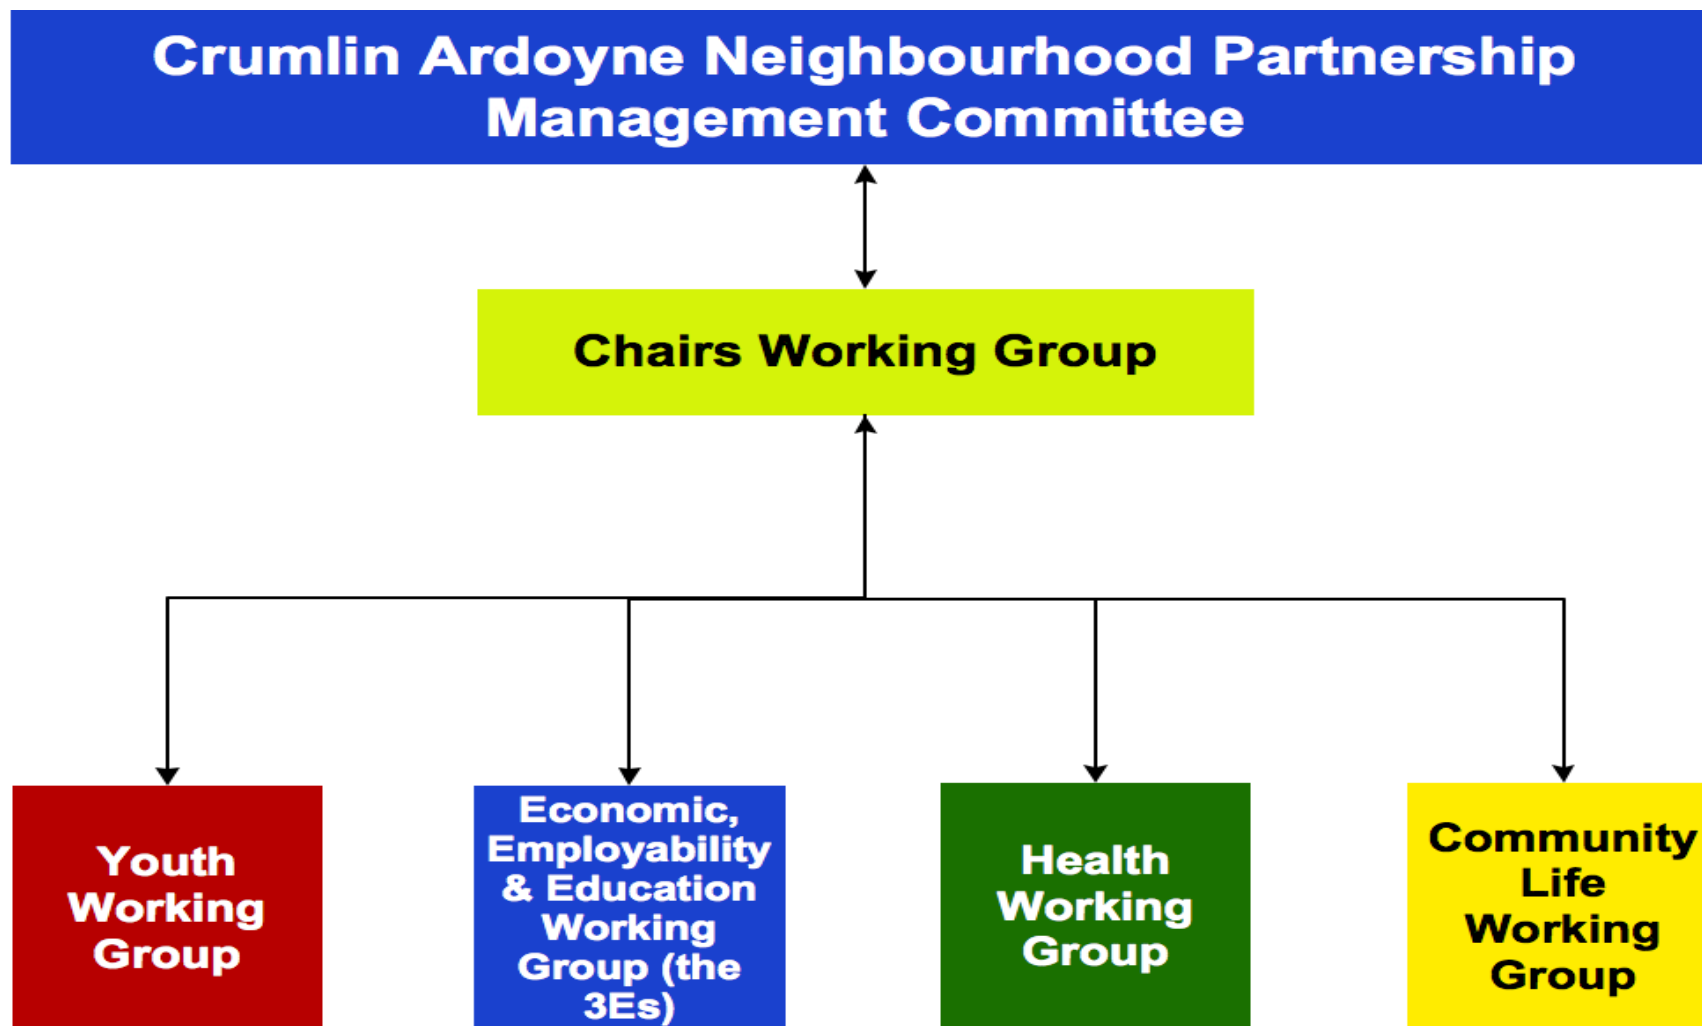 Crumlin Ardoyne Neighbourhood Partnership
Management Committee
Chairs Working Group
Youth
Working
Group
Economic,
Employability
& Education
Working
Group (the
3Es)
Health
Working
Group
Community
Life
Working
Group